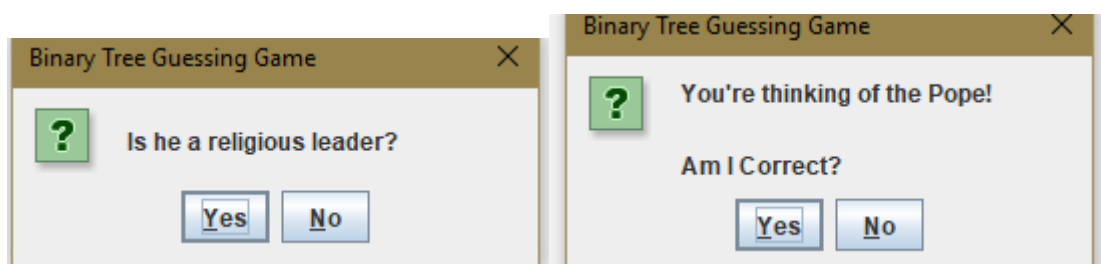 Binary Tree Guessing Game
?
Is he a religious leader?
Yes No
Binary Tree Guessing Game
?
You're thinking of the Pope!
Am I Correct?
Yes No